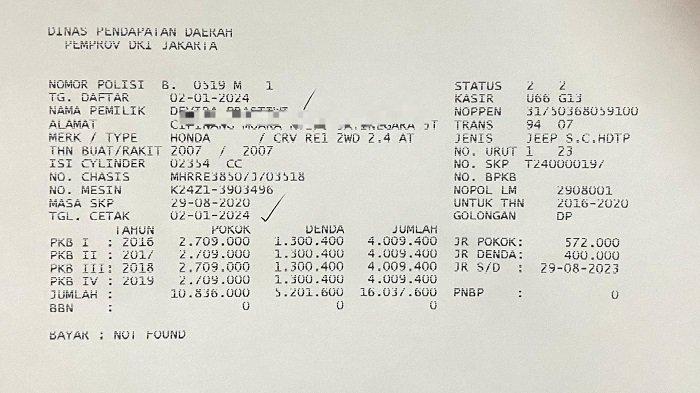 DINAS PENDAPATAN DAERAH
PEMPROV DKI JAKARTA
NOMOR POLISI B. 0519 M 1 STATUS 2 2
TG. DAFTAR 02-01-2024 KASIR U66 G13
NAMA PEMILIK NOPPEN 31750368059100
ALAMAT TRANS 94 07
MERK / TYPE HONDA / CRV RE1 2WD 2.4 AT JENIS JEEP S.C.HDTP
THN BUAT/RAKIT 2007 / 2007 NO. URUT 1 23
ISI CYLINDER 02354 CC NO. SKP T24000019/
NO. CHASIS NO. BPKB
NO. MESIN K24Z1-3903496 NOPOL LM 2908001
MASA SKP 29-08-2020 UNTUK THN 2016-2020
TGL. CETAK 02-01-2024 GOLONGAN DP
TAHUN POKOK DENDA JUMLAH
PKB I : 2016 2.709.000 1.300.400 4.009.400 JR POKOK: 572.000
PKB II : 2017 2.709.000 1.300.400 4.009.400 JR DENDA: 400.000
PKB III: 2018 2.709.000 1.300.400 4.009.400 JR S/D : 29-08-2023
PKB IV : 2019 2.709.000 1.300.400 4.009.400
JUMLAH : 10.836.000 5.201.600 16.037.600 PNBP : 0
BBN : 0 0 0
BAYAR : NOT FOUND